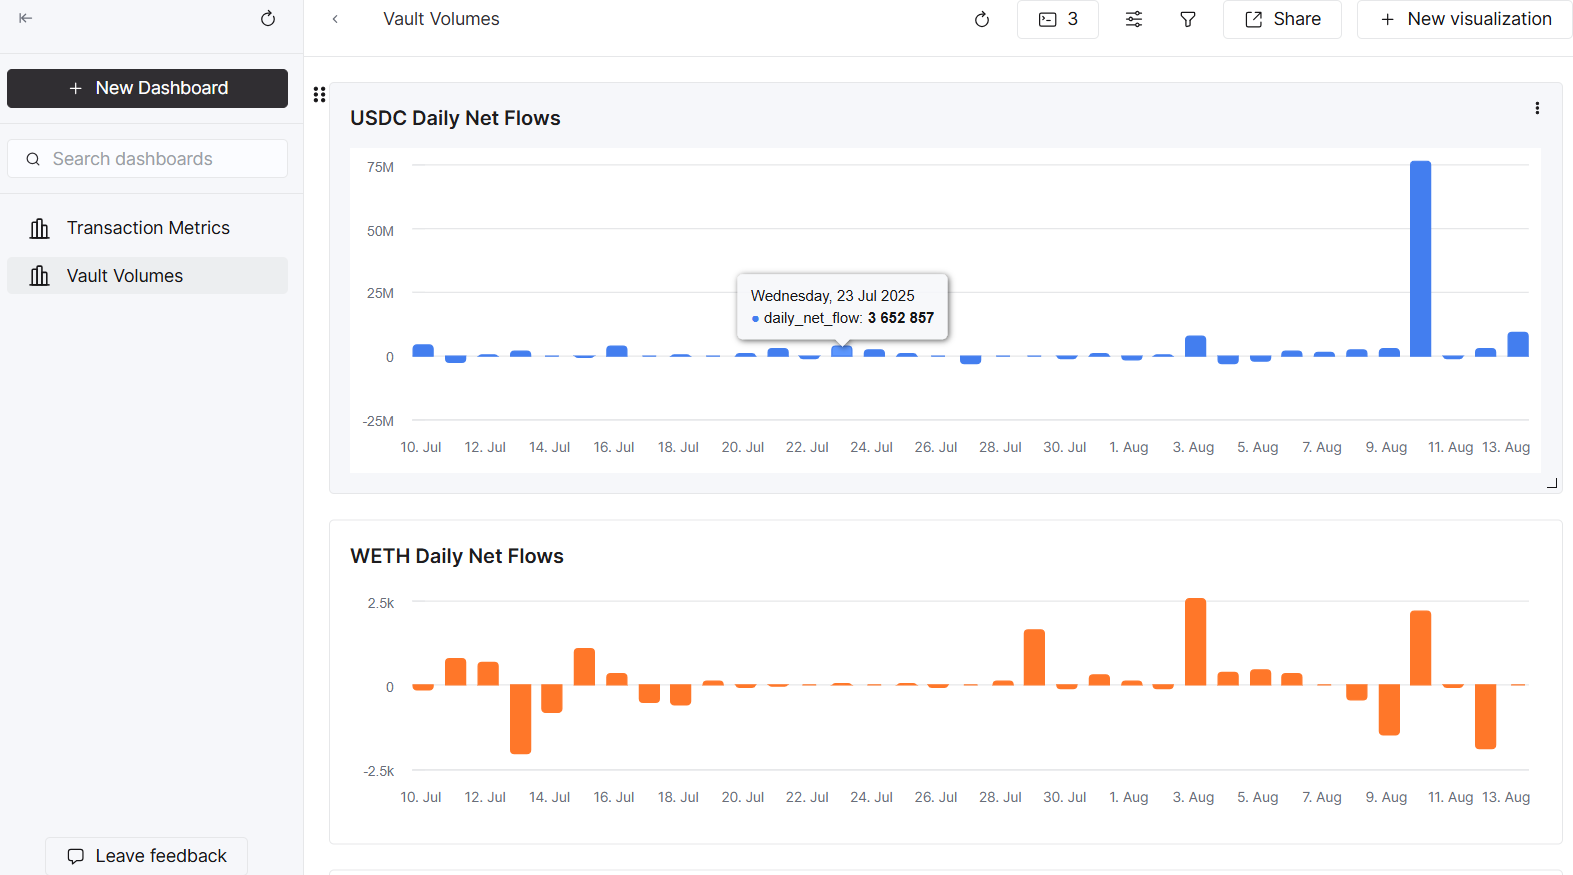 New Dashboard
Search dashboards
Transaction Metrics
Vault Volumes
Leave feedback
Vault Volumes
3
Share
New visualization
USDC Daily Net Flows
75M
50M
25M
0
-25M
Wednesday, 23 Jul 2025
daily_net_flow: 3 652 857
10. Jul 12. Jul 14. Jul 16. Jul 18. Jul 20. Jul 22. Jul 24. Jul 26. Jul 28. Jul 30. Jul 1. Aug 3. Aug 5. Aug 7. Aug 9. Aug 11. Aug 13. Aug
WETH Daily Net Flows
2.5k
0
-2.5k
10. Jul 12. Jul 14. Jul 16. Jul 18. Jul 20. Jul 22. Jul 24. Jul 26. Jul 28. Jul 30. Jul 1. Aug 3. Aug 5. Aug 7. Aug 9. Aug 11. Aug 13. Aug